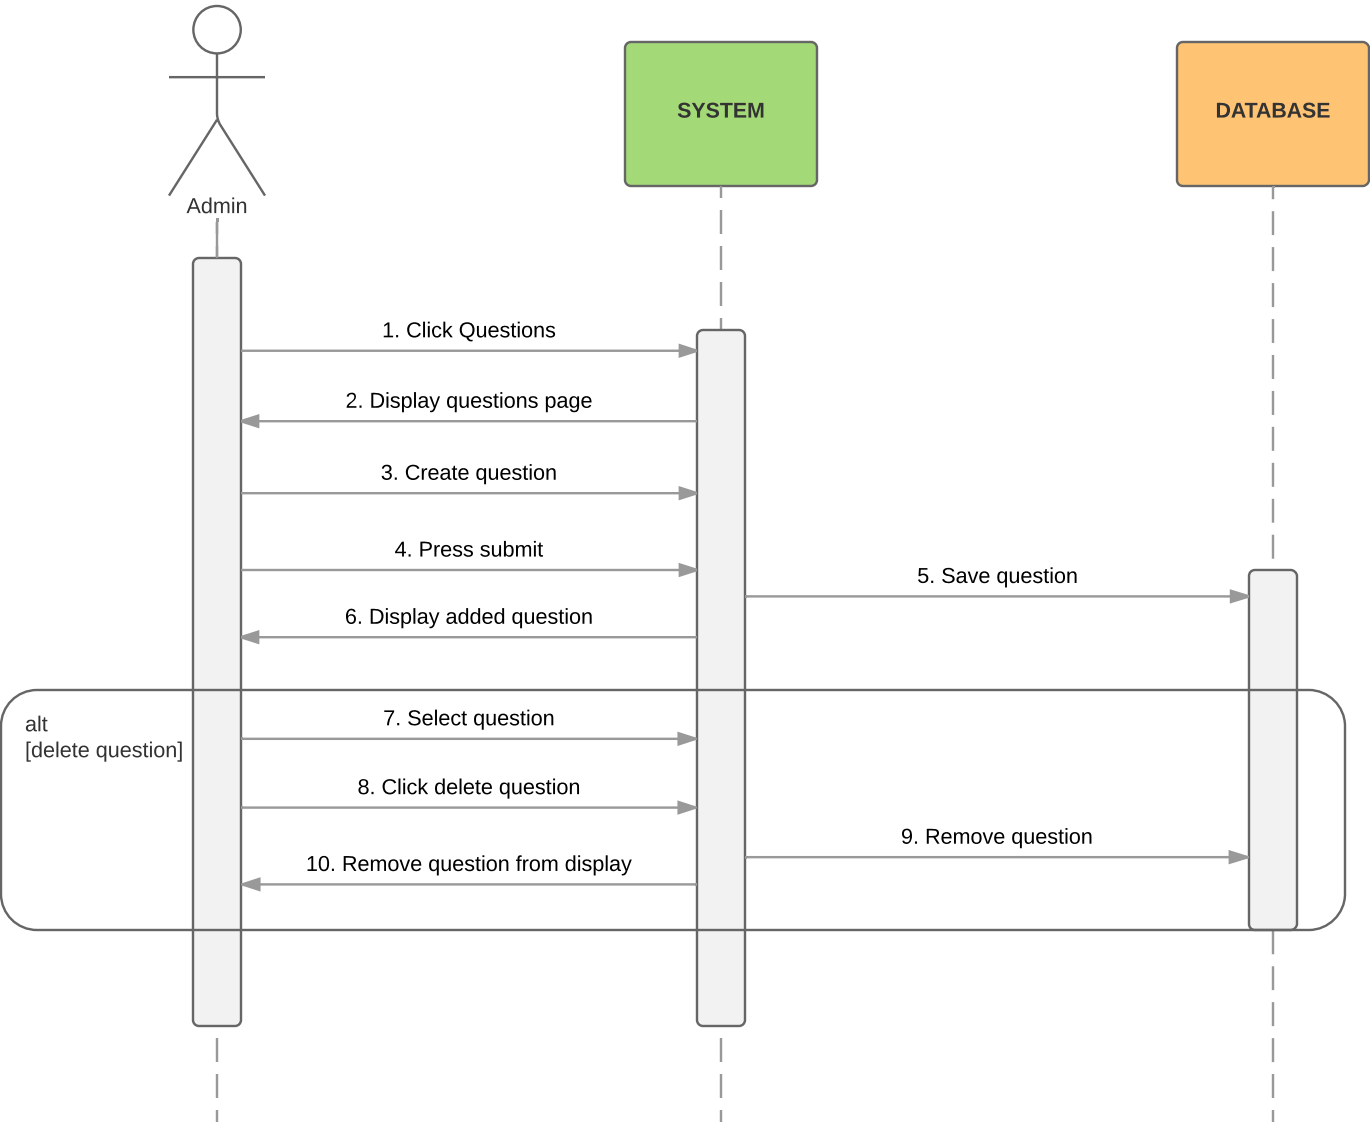 SYSTEM
DATABASE
Admin
1. Click Questions
2. Display questions page
3. Create question
4. Press submit
5. Save question
6. Display added question
alt
[delete question]
7. Select question
8. Click delete question
9. Remove question
10. Remove question from display